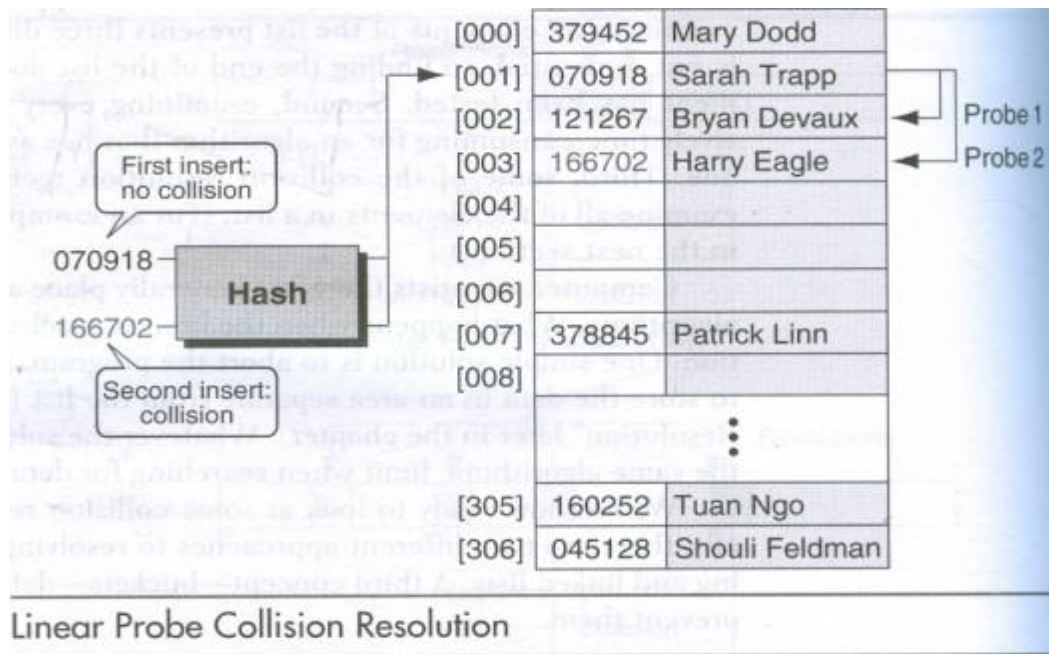 [000] 379452 Mary Dodd
[001] 070918 Sarah Trapp
[002] 121267 Bryan Devaux
Probe 1
[003] 166702 Harry Eagle
Probe 2
First insert:
no collision
[004]
[005]
070918
Hash
[006]
166702
[007] 378845 Patrick Linn
[008]
Second insert:
collision
[305] 160252 Tuan Ngo
[306] 045128 Shouli Feldman
Linear Probe Collision Resolution